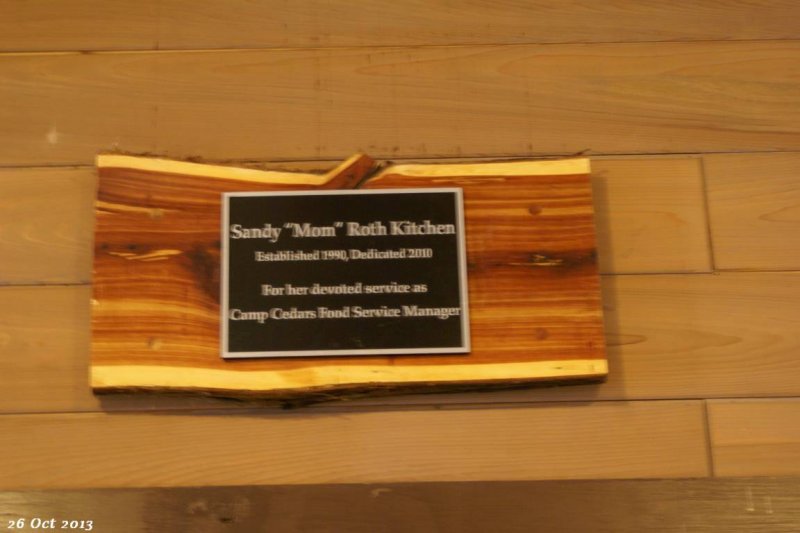 Sandy "Mom" Roth Kitchen
Established 1990, Dedicated 2010
For her devoted service as
Camp Cedars Food Service Manager
26 Oct 2013